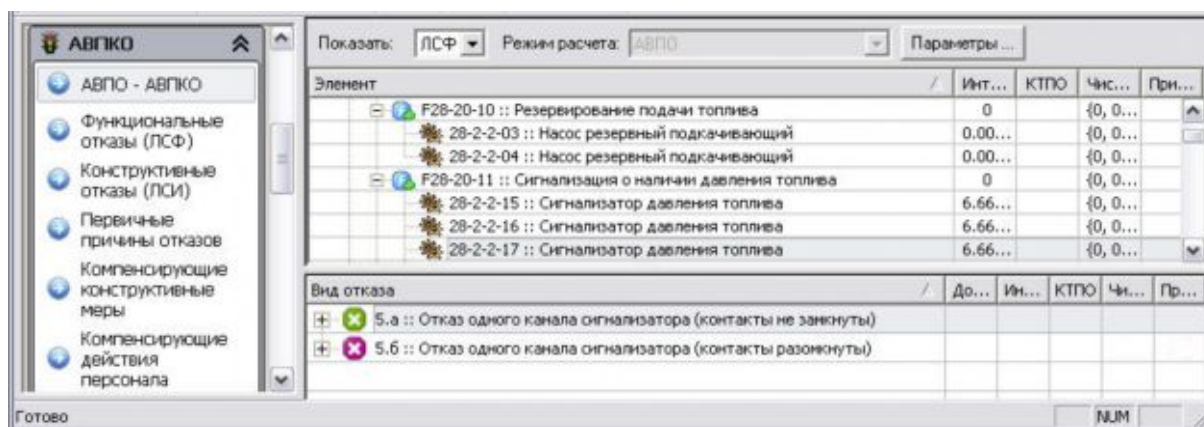 АВПКО
АВПО - АВПКО
Функциональные
отказы (ЛСФ)
Конструктивные
отказы (ЛСИ)
Первичные
причины отказов
Компенсирующие
конструктивные
меры
Компенсирующие
действия
персонала
Показать: ЛСФ Режим расчета: АВПО Параметры ...
Элемент Инт... КТПО Чис... При...
F28-20-10 :: Резервирование подачи топлива 0 {0, 0...
28-2-2-03 :: Насос резервный подкачивающий 0.00... {0, 0...
28-2-2-04 :: Насос резервный подкачивающий 0.00... {0, 0...
F28-20-11 :: Сигнализация о наличии давления топлива 0 {0, 0...
28-2-2-15 :: Сигнализатор давления топлива 6.66... {0, 0...
28-2-2-16 :: Сигнализатор давления топлива 6.66... {0, 0...
28-2-2-17 :: Сигнализатор давления топлива 6.66... {0, 0...
Вид отказа До... Ин... КТПО Чи... Пр...
5.а :: Отказ одного канала сигнализатора (контакты не замкнуты)
5.б :: Отказ одного канала сигнализатора (контакты разомкнуты)
Готово NUM